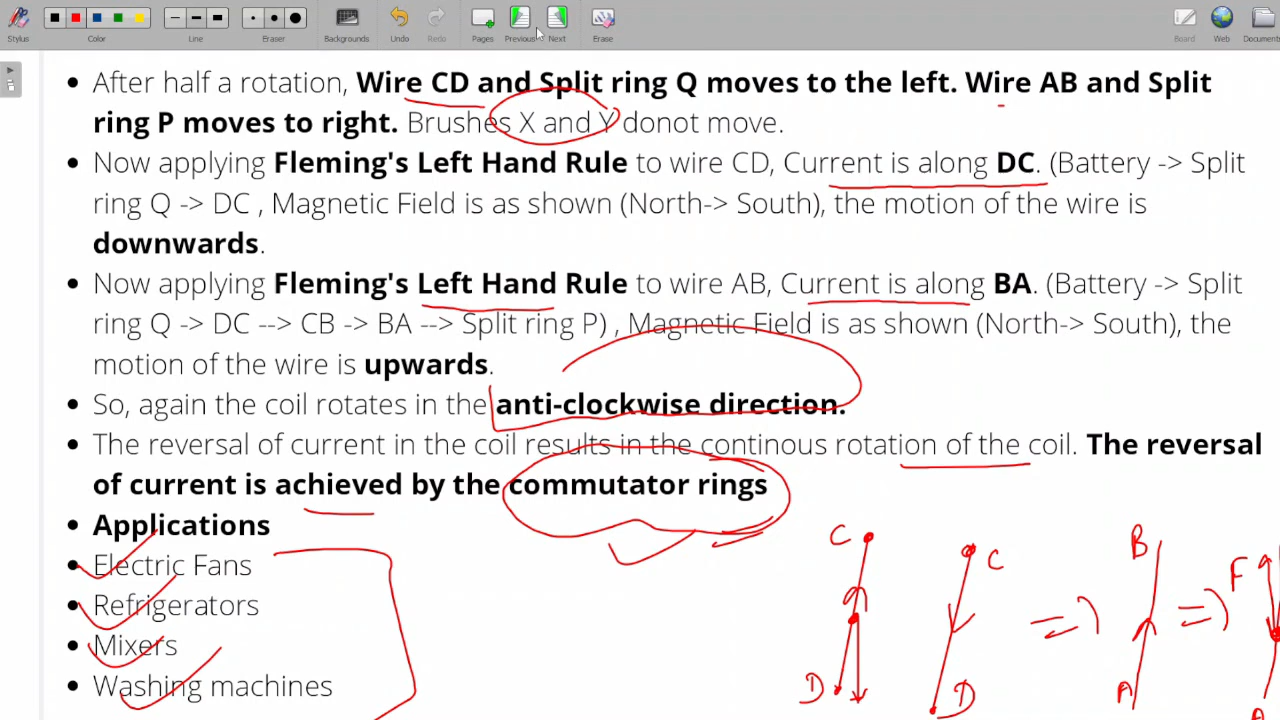 Stylus Color Line Eraser Backgrounds Undo Redo Pages Previous Next Erase Board Web Documents
• After half a rotation, Wire CD and Split ring Q moves to the left. Wire AB and Split
ring P moves to right. Brushes X and Y donot move.
• Now applying Fleming's Left Hand Rule to wire CD, Current is along DC. (Battery -> Split
ring Q -> DC , Magnetic Field is as shown (North-> South), the motion of the wire is
downwards.
• Now applying Fleming's Left Hand Rule to wire AB, Current is along BA. (Battery -> Split
ring Q -> DC --> CB -> BA --> Split ring P) , Magnetic Field is as shown (North-> South), the
motion of the wire is upwards.
• So, again the coil rotates in the anti-clockwise direction.
• The reversal of current in the coil results in the continous rotation of the coil. The reversal
of current is achieved by the commutator rings
• Applications
• Electric Fans
• Refrigerators
• Mixers
• Washing machines
C C B F
D D A A